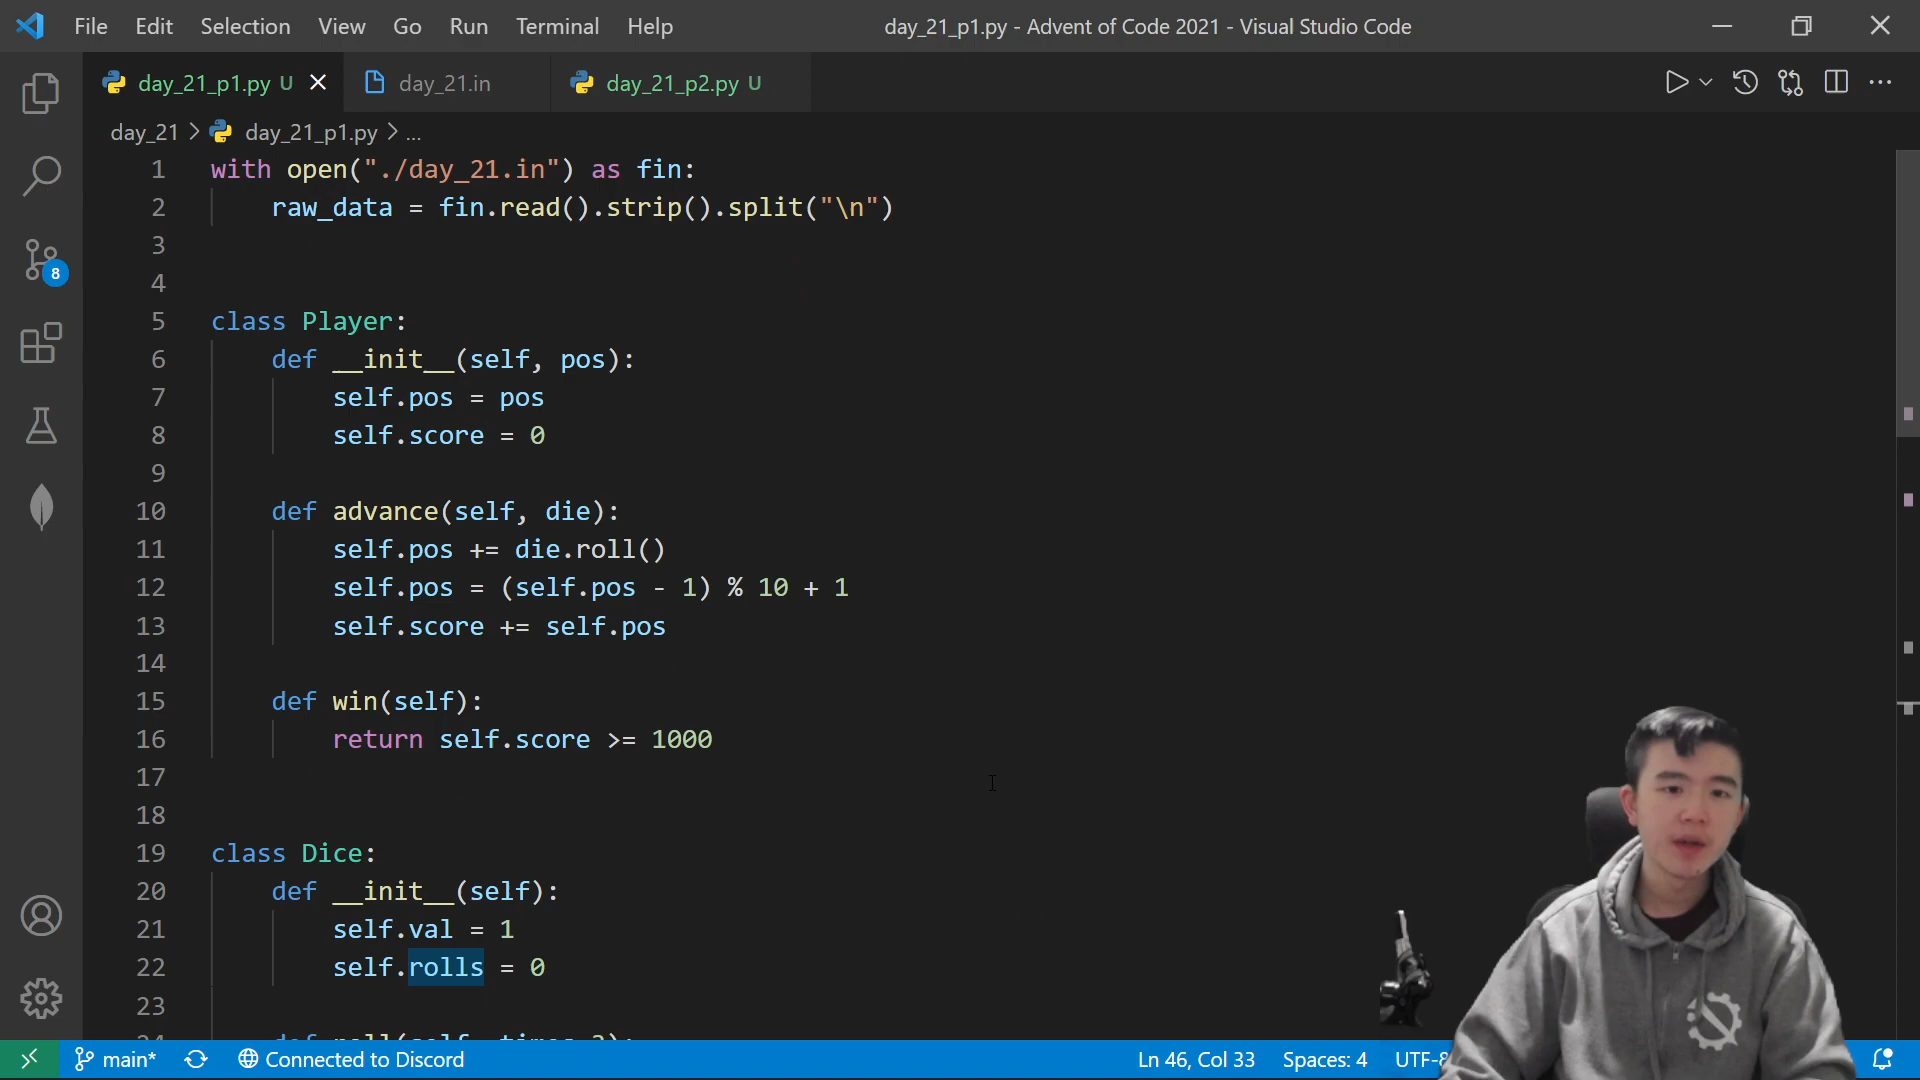 File Edit Selection View Go Run Terminal Help day_21_p1.py - Advent of Code 2021 - Visual Studio Code
day_21_p1.py U day_21.in day_21_p2.py U
day_21 > day_21_p1.py > ...
1 with open("./day_21.in") as fin:
2 raw_data = fin.read().strip().split("\n")
3
4
5 class Player:
6 def __init__(self, pos):
7 self.pos = pos
8 self.score = 0
9
10 def advance(self, die):
11 self.pos += die.roll()
12 self.pos = (self.pos - 1) % 10 + 1
13 self.score += self.pos
14
15 def win(self):
16 return self.score >= 1000
17
18
19 class Dice:
20 def __init__(self):
21 self.val = 1
22 self.rolls = 0
23
8
main* Connected to Discord Ln 46, Col 33 Spaces: 4 UTF-8